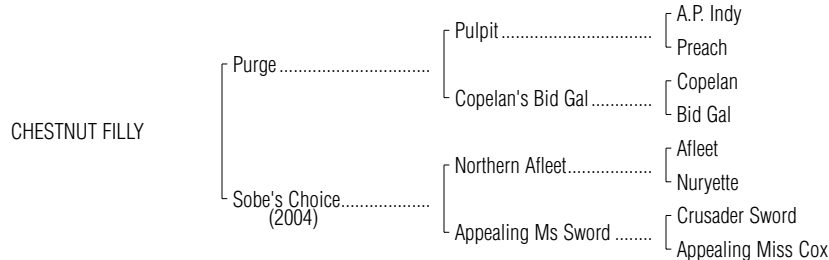 A.P. Indy
Pulpit................................
Preach
Purge................................
Copelan
Copelan's Bid Gal.............
Bid Gal
CHESTNUT FILLY
Afleet
Northern Afleet..................
Nuryette
Sobe's Choice...................
(2004)
Crusader Sword
Appealing Ms Sword ........
Appealing Miss Cox